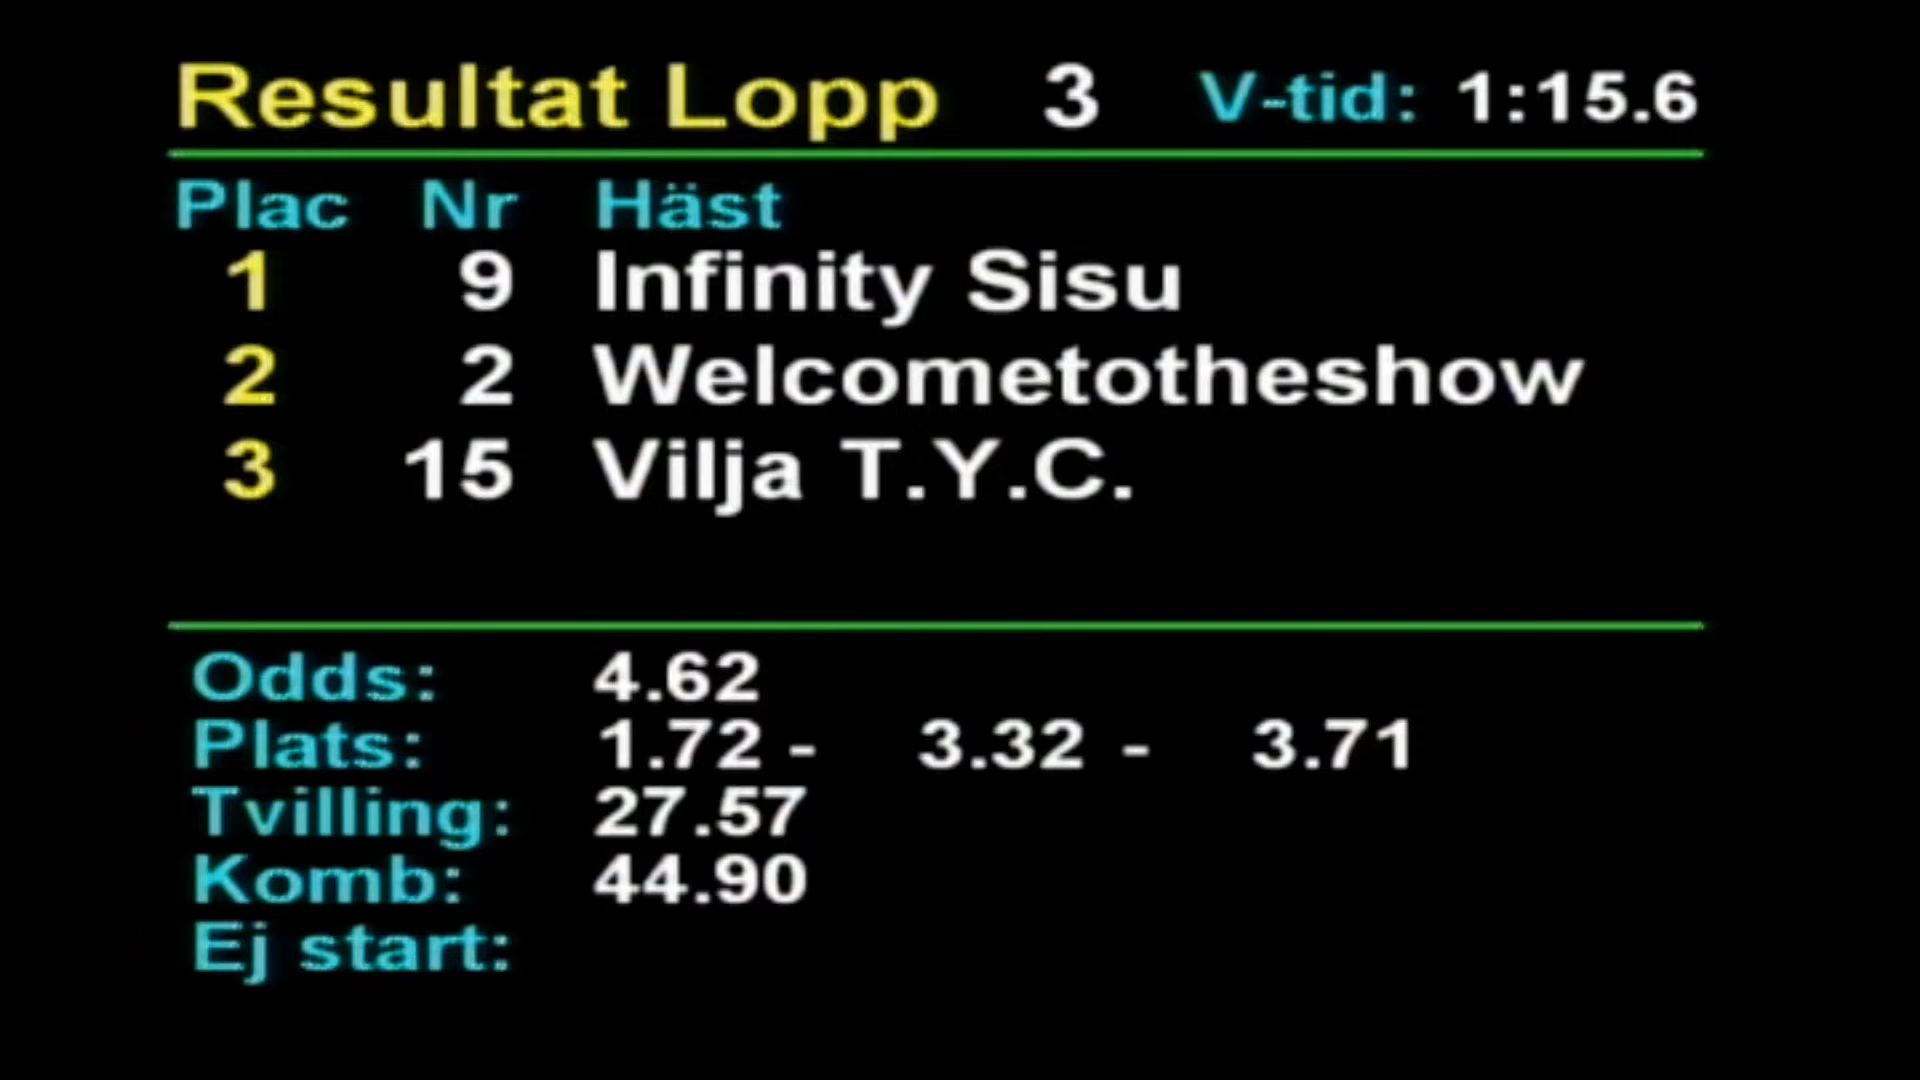 Resultat Lopp 3 V-tid: 1:15.6
Plac Nr Häst
1 9 Infinity Sisu
2 2 Welcometotheshow
3 15 Vilja T.Y.C.
Odds: 4.62
Plats: 1.72 - 3.32 - 3.71
Tvilling: 27.57
Komb: 44.90
Ej start: